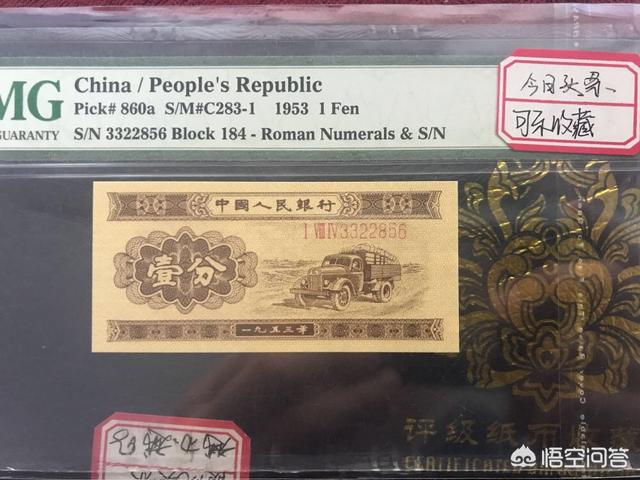 MG
GUARANTY
China / People's Republic
Pick# 860a S/M#C283-1 1953 1 Fen
S/N 3322856 Block 184 - Roman Numerals & S/N
今日头条
可乐收藏
中國人民銀行
I VIII IV 3322856
壹分
一九五三年
评级纸币
CERTIFICATE
悟空问答